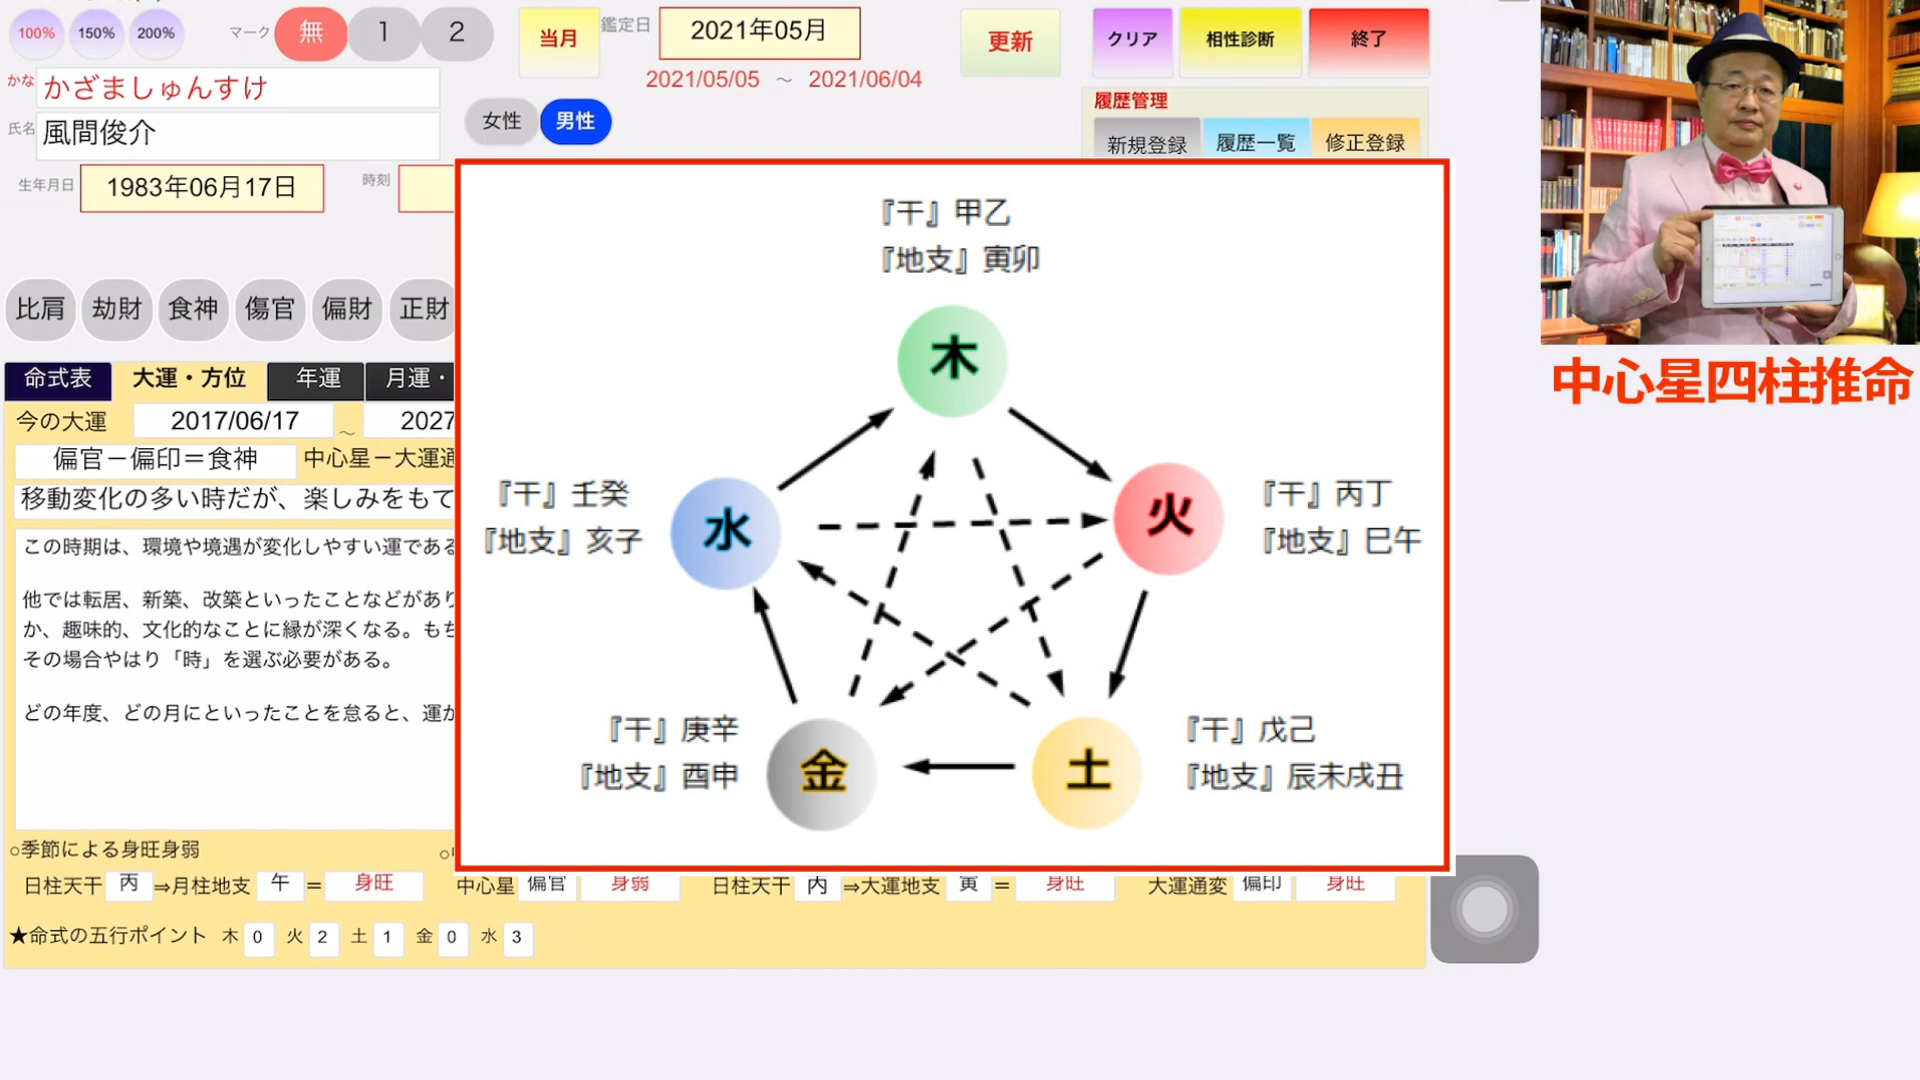 100% 150% 200%
マーク 無 1 2
当月
鑑定日 2021年05月
2021/05/05 ～ 2021/06/04
更新
クリア 相性診断 終了
かな かざましゅんすけ
氏名 風間俊介
女性 男性
履歴管理
新規登録 履歴一覧 修正登録
生年月日 1983年06月17日 時刻
比肩 劫財 食神 傷官 偏財 正財
命式表 大運・方位 年運 月運・
今の大運 2017/06/17 ～ 2027
偏官－偏印＝食神 中心星－大運通
移動変化の多い時だが、楽しみをもて
この時期は、環境や境遇が変化しやすい運である
他では転居、新築、改築といったことなどがあり
か、趣味的、文化的なことに縁が深くなる。もち
その場合やはり「時」を選ぶ必要がある。
どの年度、どの月にといったことを怠ると、運が
『干』甲乙
『地支』寅卯
木
『干』壬癸
『地支』亥子
水
火
『干』丙丁
『地支』巳午
『干』庚辛
『地支』酉申
金
土
『干』戊己
『地支』辰未戌丑
○季節による身旺身弱
日柱天干 丙 ⇒月柱地支 午 ＝ 身旺 中心星 偏官 身弱 日柱天干 丙 ⇒大運地支 寅 ＝ 身旺 大運通変 偏印 身旺
★命式の五行ポイント 木 0 火 2 土 1 金 0 水 3
中心星四柱推命